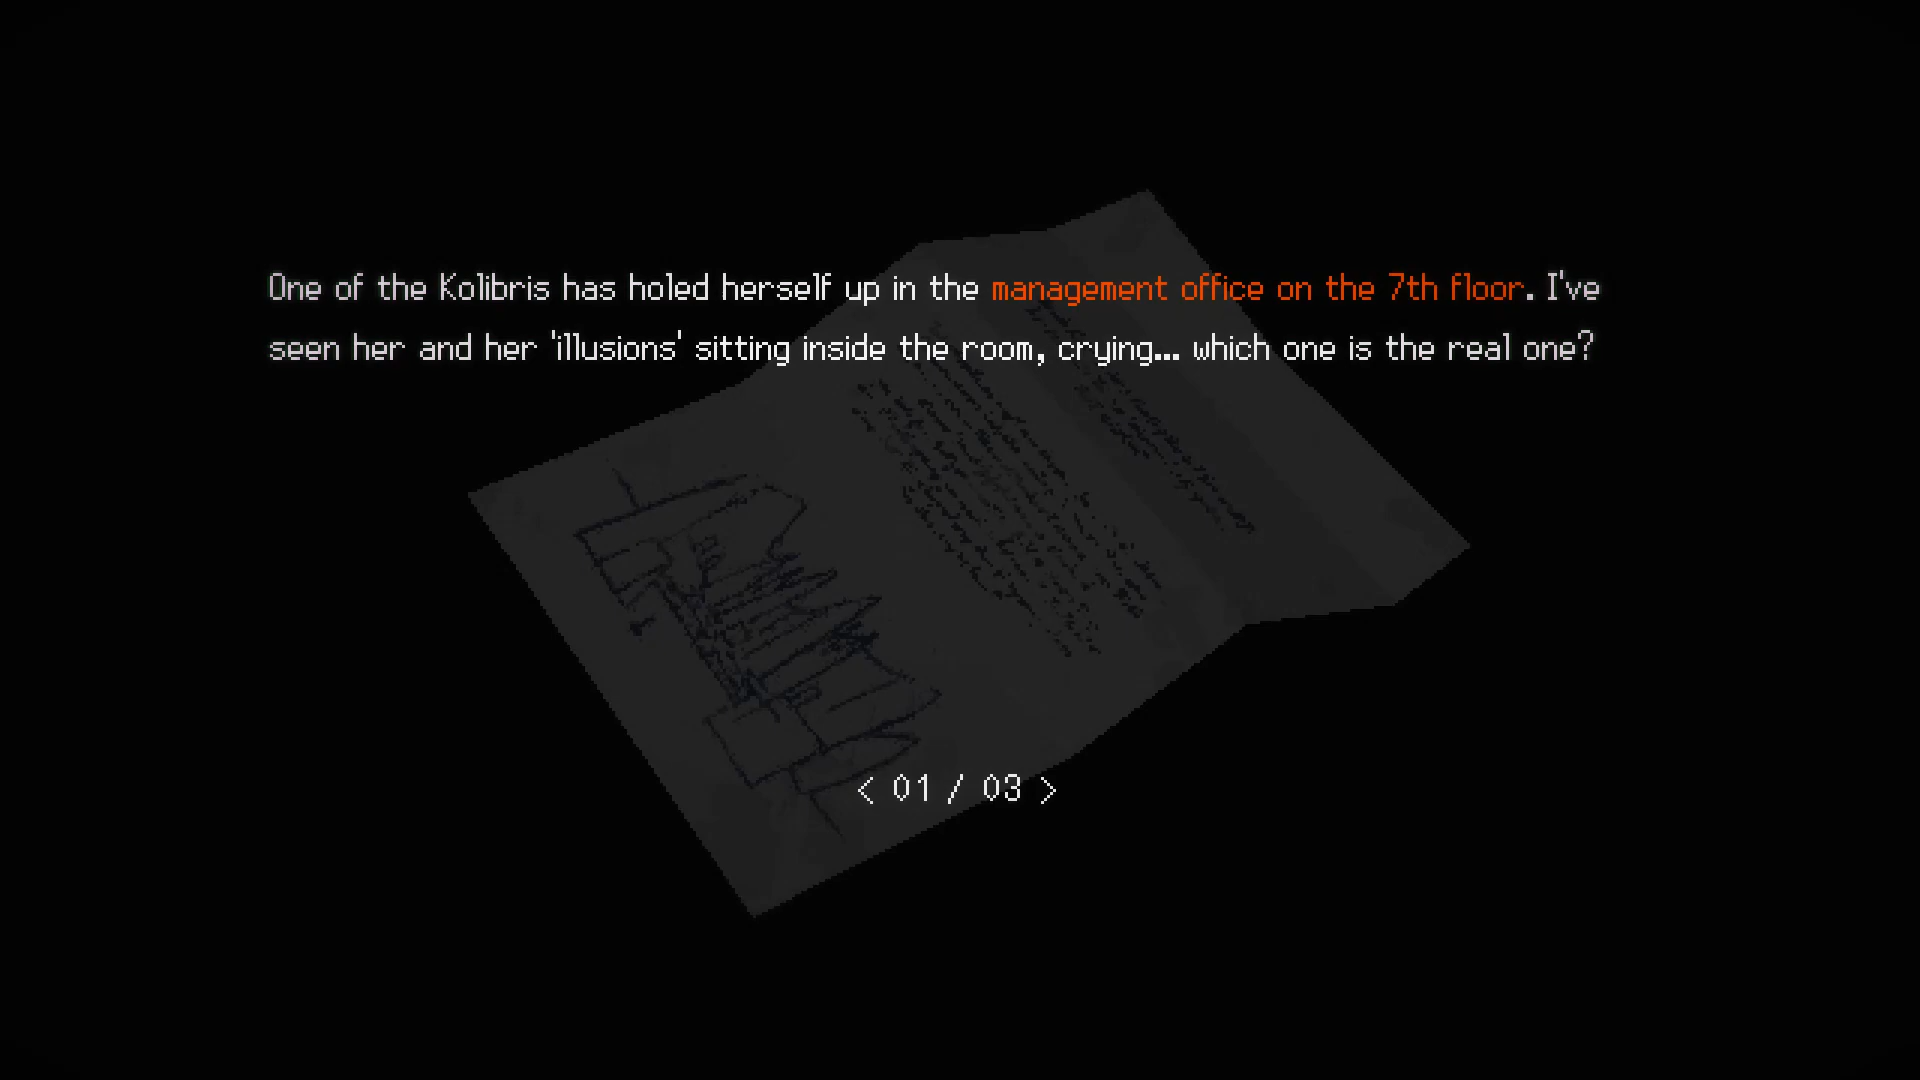 One of the Kolibris has holed herself up in the management office on the 7th floor. I've
seen her and her 'illusions' sitting inside the room, crying... which one is the real one?
< 01 / 03 >